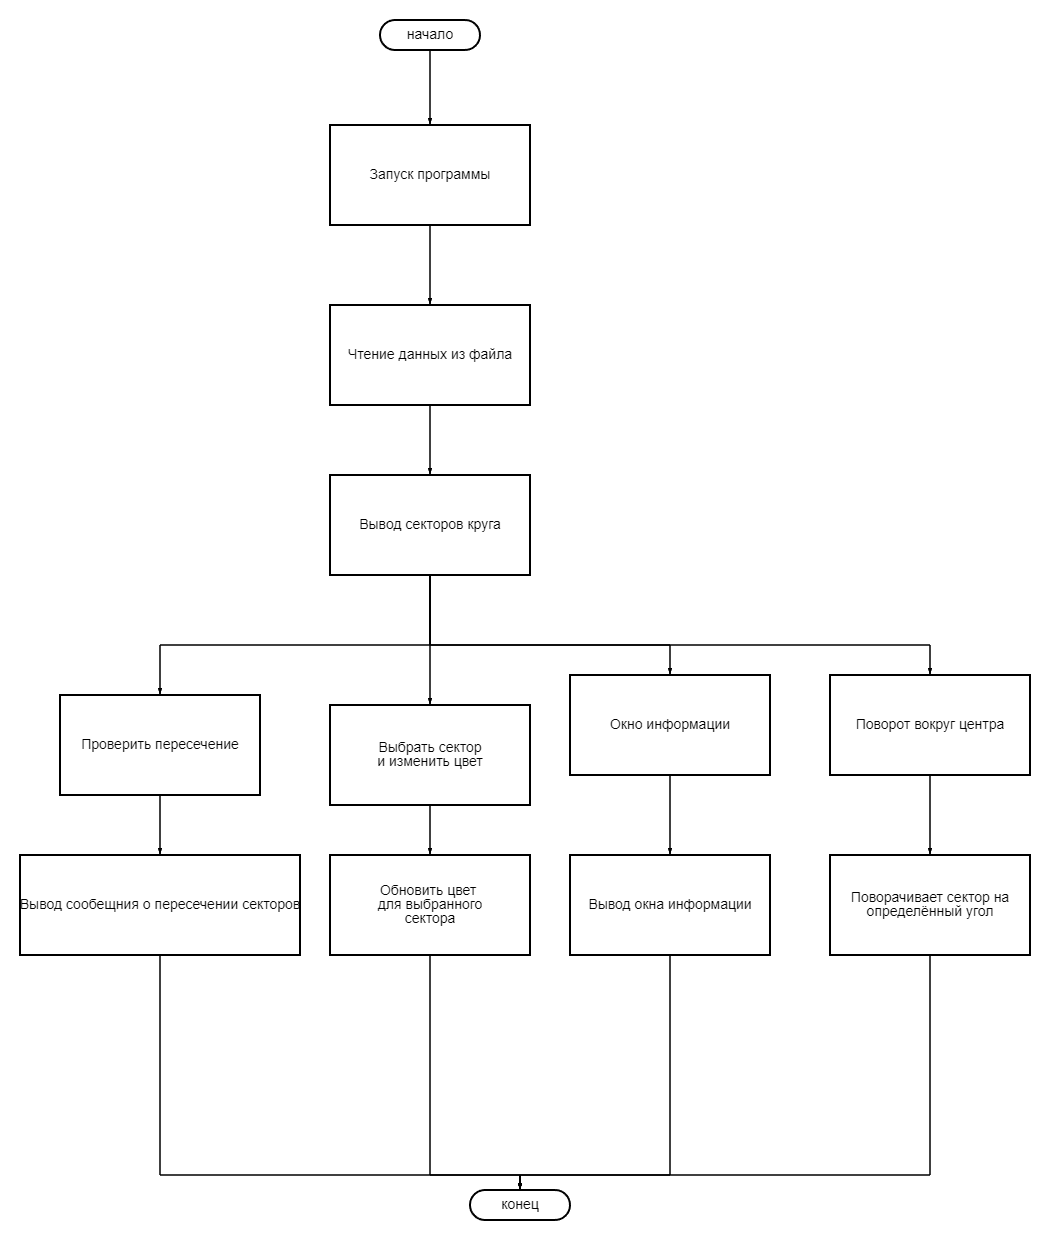 начало
Запуск программы
Чтение данных из файла
Вывод секторов круга
Проверить пересечение
Выбрать сектор
и изменить цвет
Окно информации
Поворот вокруг центра
Вывод сообещния о пересечении секторов
Обновить цвет
для выбранного
сектора
Вывод окна информации
Поворачивает сектор на
определённый угол
конец